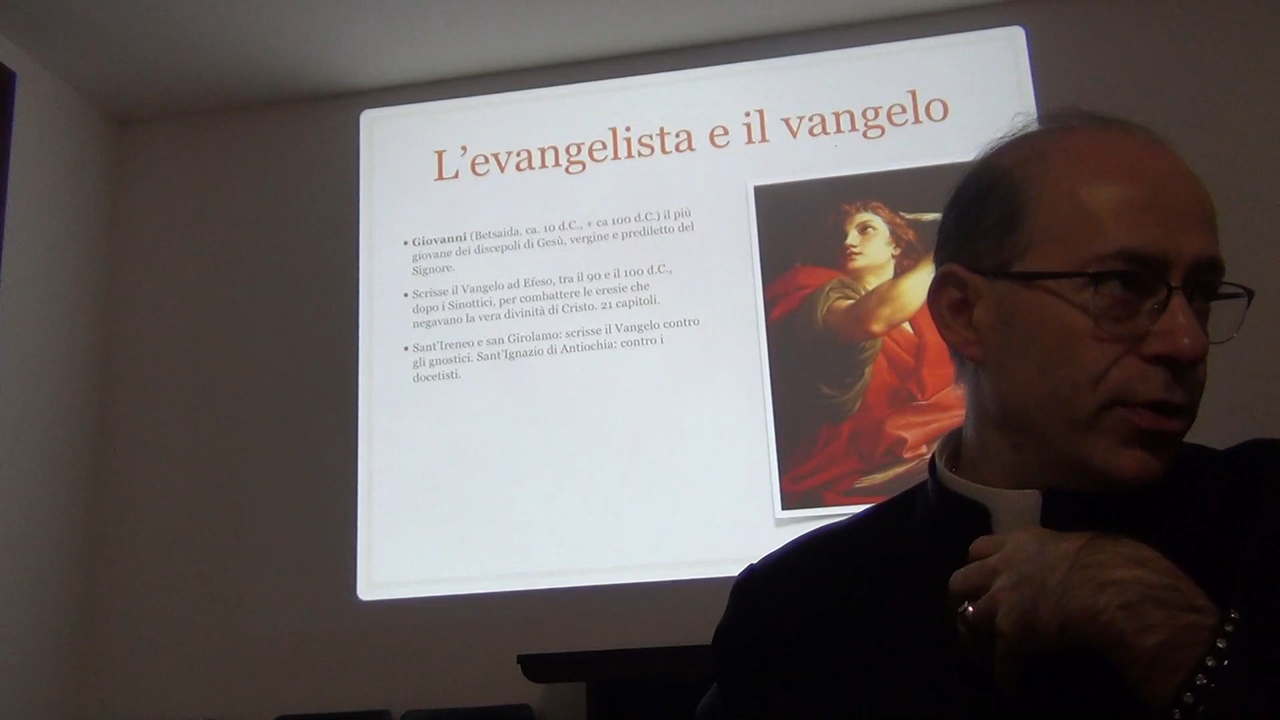 L'evangelista e il vangelo
• Giovanni (Betsaida, ca. 10 d.C., + ca 100 d.C.) il più
giovane dei discepoli di Gesù, vergine e prediletto del
Signore.
• Scrisse il Vangelo ad Efeso, tra il 90 e il 100 d.C.,
dopo i Sinottici, per combattere le eresie che
negavano la vera divinità di Cristo. 21 capitoli.
• Sant'Ireneo e san Girolamo: scrisse il Vangelo contro
gli gnostici. Sant'Ignazio di Antiochia: contro i
docetisti.